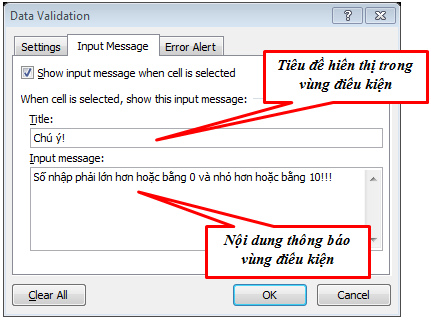 Data Validation
Settings
Input Message
Error Alert
Show input message when cell is selected
When cell is selected, show this input message:
Title:
Chú ý!
Input message:
Số nhập phải lớn hơn hoặc bằng 0 và nhỏ hơn hoặc bằng 10!!!
Tiêu đề hiển thị trong
vùng điều kiện
Nội dung thông báo
vùng điều kiện
Clear All
OK
Cancel